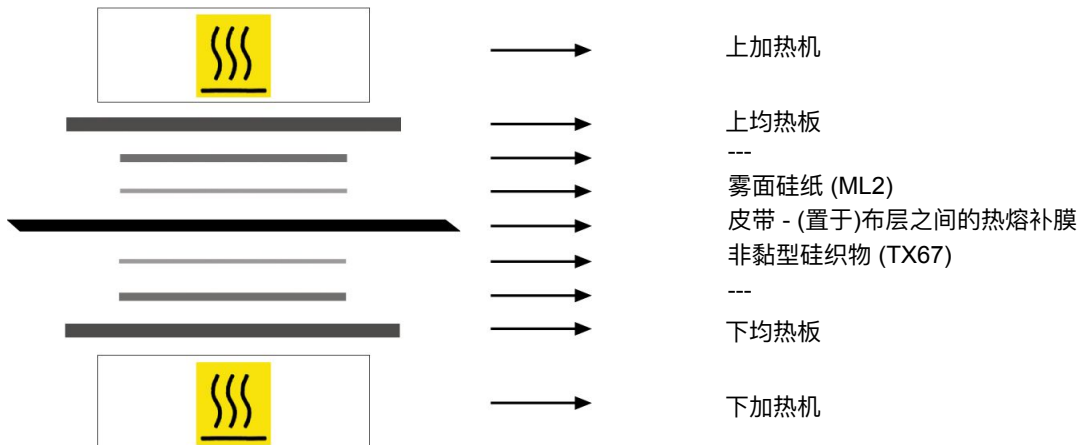 上加热机
上均热板
---
雾面硅纸 (ML2)
皮带 - (置于)布层之间的热熔补膜
非黏型硅织物 (TX67)
---
下均热板
下加热机